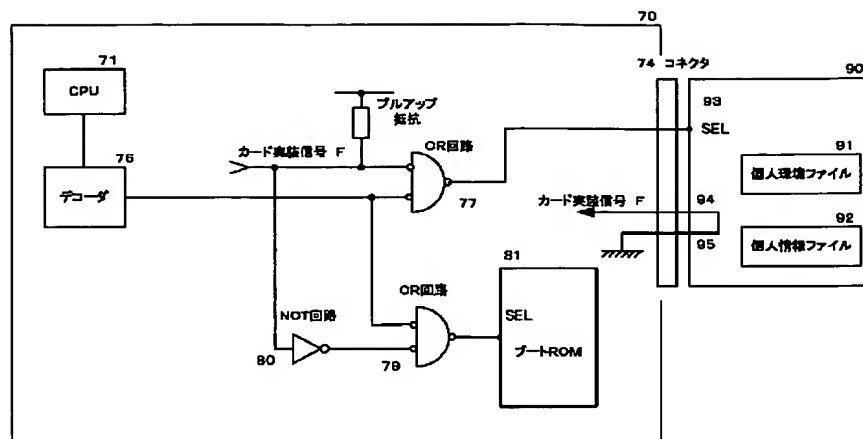 70
71
CPU
76
デコーダ
プルアップ
抵抗
カード実装信号 F
OR回路
77
74 コネクタ
90
93
SEL
91
個人環境ファイル
カード実装信号 F
94
92
個人情報ファイル
95
81
OR回路
SEL
NOT回路
ブートROM
80
79